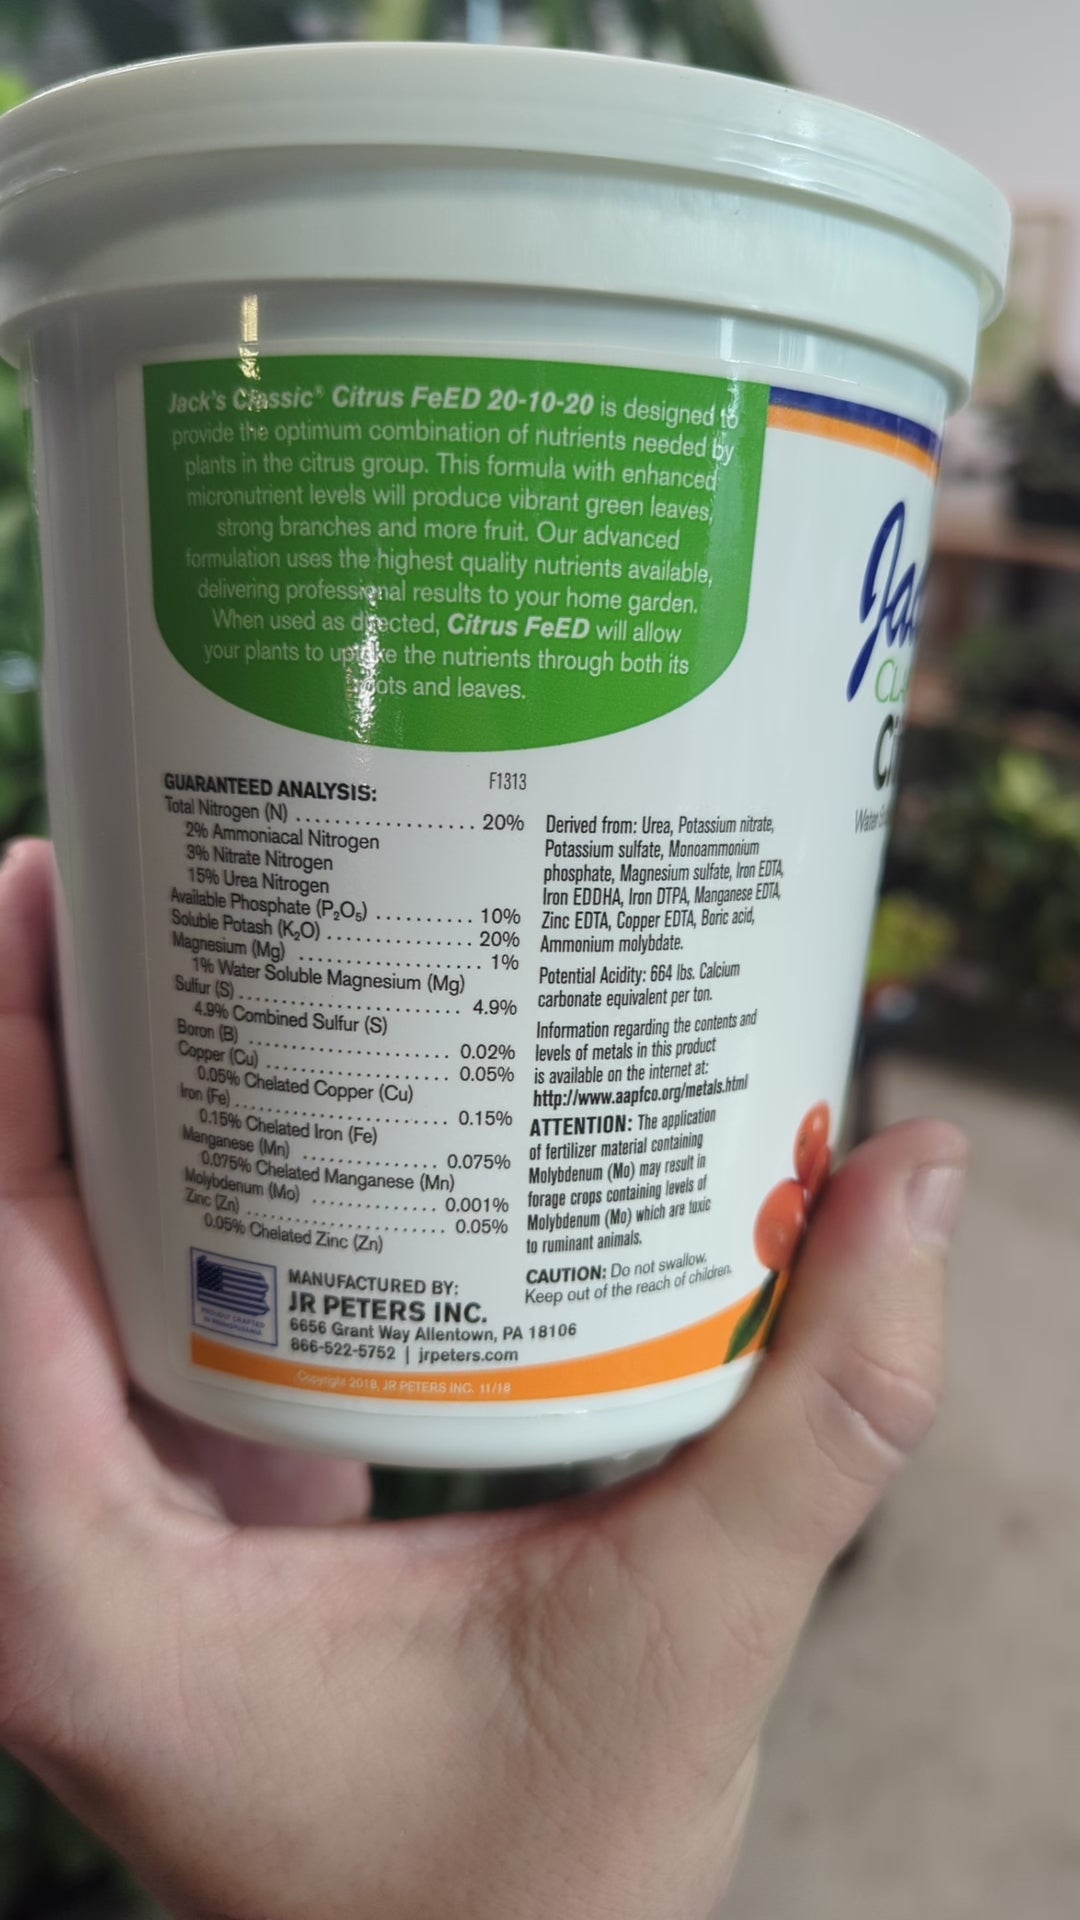 Jack's Classic® Citrus FeED 20-10-20 is designed to
provide the optimum combination of nutrients needed by
plants in the citrus group. This formula with enhanced
micronutrient levels will produce vibrant green leaves,
strong branches and more fruit. Our advanced
formulation uses the highest quality nutrients available,
delivering professional results to your home garden.
When used as directed, Citrus FeED will allow
your plants to uptake the nutrients through both its
roots and leaves.
GUARANTEED ANALYSIS: F1313
Total Nitrogen (N) .................. 20%
2% Ammoniacal Nitrogen
3% Nitrate Nitrogen
15% Urea Nitrogen
Available Phosphate (P₂O₅) .......... 10%
Soluble Potash (K₂O) ............... 20%
Magnesium (Mg) ................... 1%
1% Water Soluble Magnesium (Mg)
Sulfur (S) ....................... 4.9%
4.9% Combined Sulfur (S)
Boron (B) ..................... 0.02%
Copper (Cu) ................... 0.05%
0.05% Chelated Copper (Cu)
Iron (Fe) ...................... 0.15%
0.15% Chelated Iron (Fe)
Manganese (Mn) .............. 0.075%
0.075% Chelated Manganese (Mn)
Molybdenum (Mo) ............. 0.001%
Zinc (Zn) ..................... 0.05%
0.05% Chelated Zinc (Zn)
Derived from: Urea, Potassium nitrate,
Potassium sulfate, Monoammonium
phosphate, Magnesium sulfate, Iron EDTA,
Iron EDDHA, Iron DTPA, Manganese EDTA,
Zinc EDTA, Copper EDTA, Boric acid,
Ammonium molybdate.
Potential Acidity: 664 lbs. Calcium
carbonate equivalent per ton.
Information regarding the contents and
levels of metals in this product
is available on the internet at:
http://www.aapfco.org/metals.html
ATTENTION: The application
of fertilizer material containing
Molybdenum (Mo) may result in
forage crops containing levels of
Molybdenum (Mo) which are toxic
to ruminant animals.
CAUTION: Do not swallow.
Keep out of the reach of children.
PROUDLY CRAFTED
IN PENNSYLVANIA
MANUFACTURED BY:
JR PETERS INC.
6656 Grant Way Allentown, PA 18106
866-522-5752 | jrpeters.com
Copyright 2018, JR PETERS INC. 11/18
Jac
CLA
Ci
Water